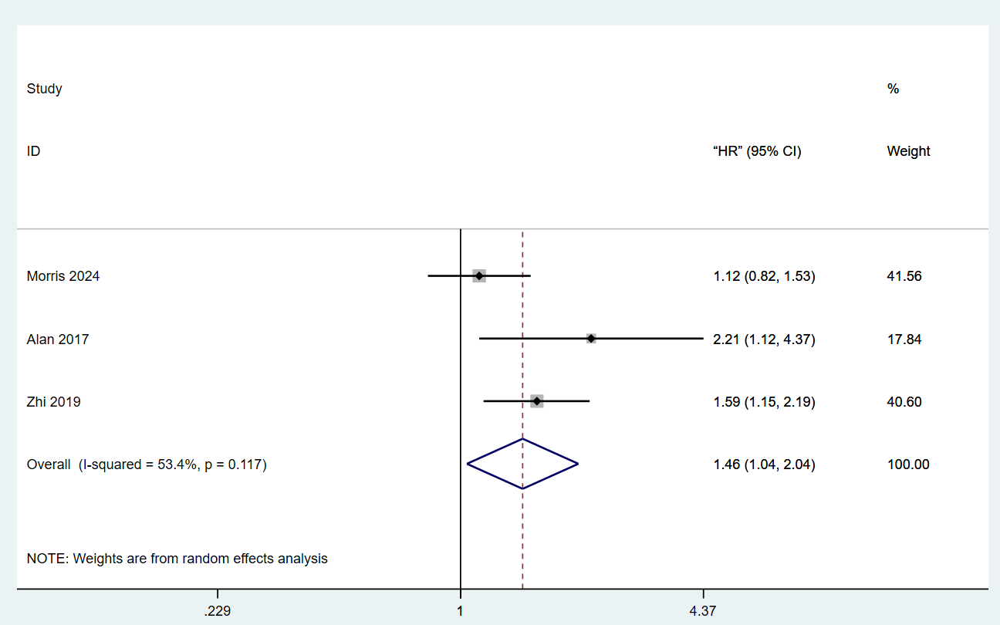 Study %
ID “HR” (95% CI) Weight
Morris 2024 1.12 (0.82, 1.53) 41.56
Alan 2017 2.21 (1.12, 4.37) 17.84
Zhi 2019 1.59 (1.15, 2.19) 40.60
Overall (I-squared = 53.4%, p = 0.117) 1.46 (1.04, 2.04) 100.00
NOTE: Weights are from random effects analysis
.229 1 4.37